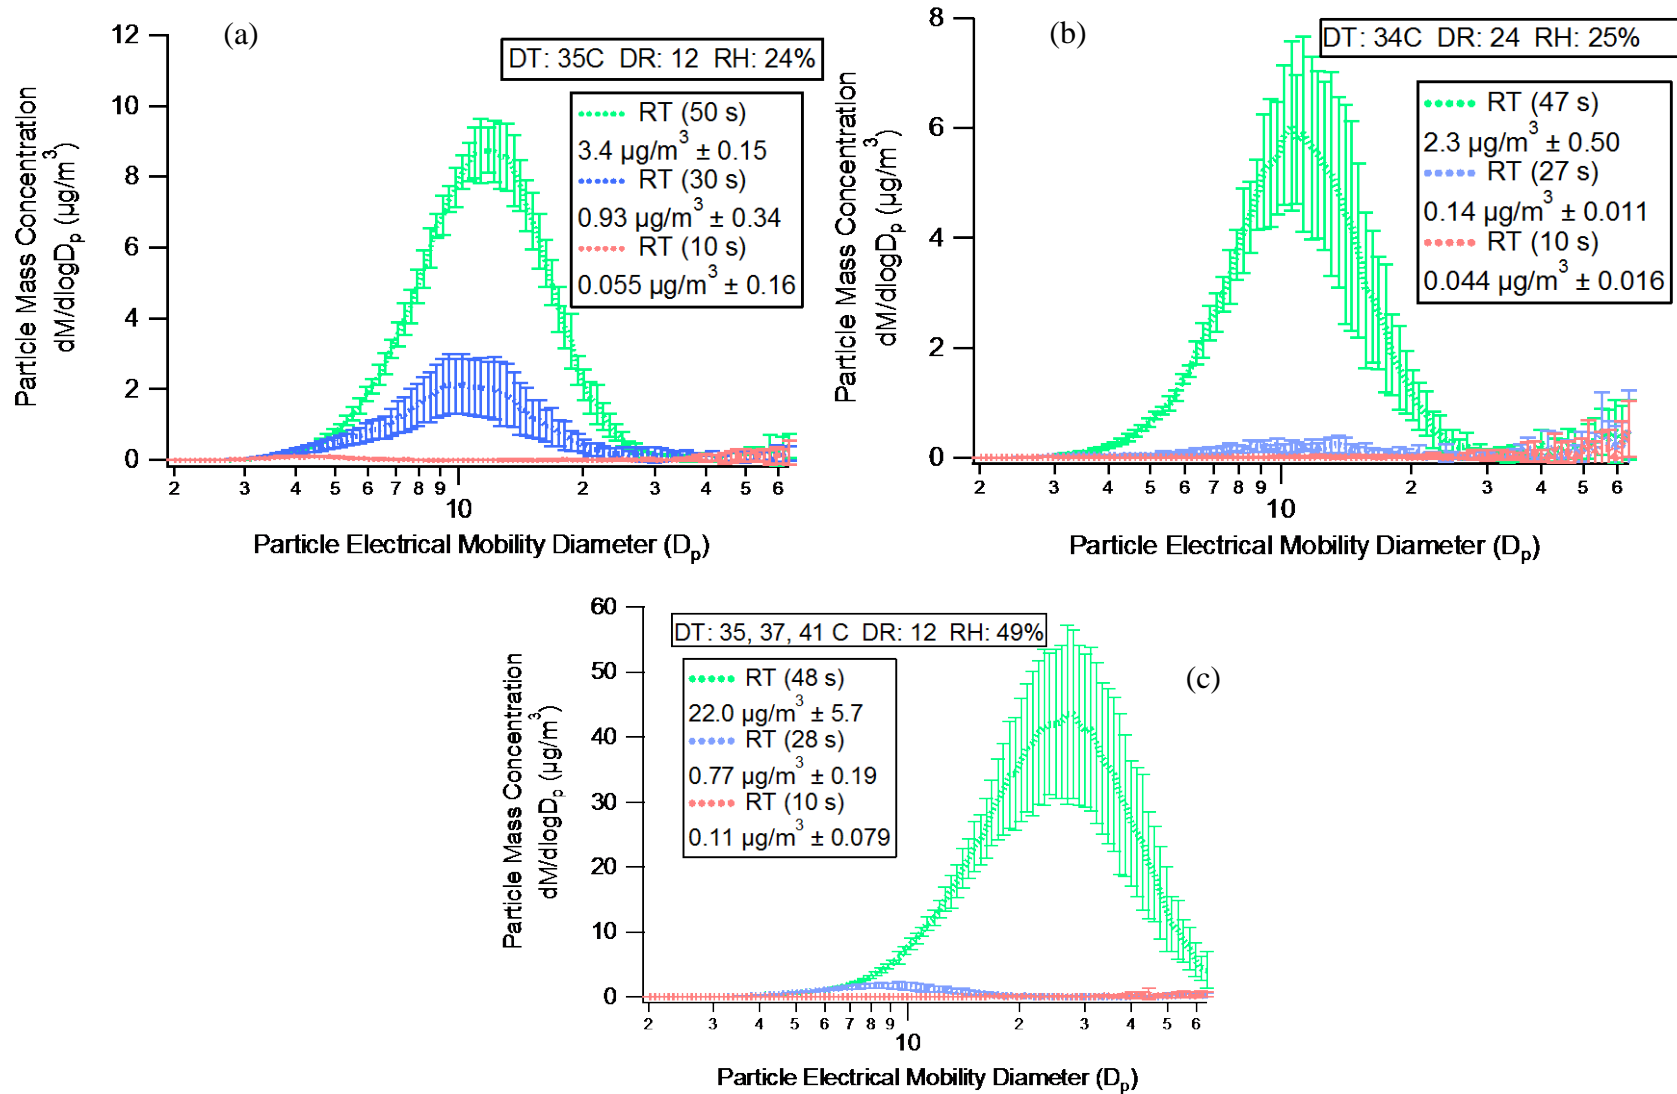 (a)
DT: 35C DR: 12 RH: 24%
RT (50 s)
3.4 µg/m³ ± 0.15
RT (30 s)
0.93 µg/m³ ± 0.34
RT (10 s)
0.055 µg/m³ ± 0.16
Particle Mass Concentration
dM/dlogDp (µg/m³)
12
10
8
6
4
2
0
2 3 4 5 6 7 8 9 2 3 4 5 6
10
Particle Electrical Mobility Diameter (Dp)
(b)
DT: 34C DR: 24 RH: 25%
RT (47 s)
2.3 µg/m³ ± 0.50
RT (27 s)
0.14 µg/m³ ± 0.011
RT (10 s)
0.044 µg/m³ ± 0.016
Particle Mass Concentration
dM/dlogDp (µg/m³)
8
6
4
2
0
2 3 4 5 6 7 8 9 2 3 4 5 6
10
Particle Electrical Mobility Diameter (Dp)
DT: 35, 37, 41 C DR: 12 RH: 49%
(c)
RT (48 s)
22.0 µg/m³ ± 5.7
RT (28 s)
0.77 µg/m³ ± 0.19
RT (10 s)
0.11 µg/m³ ± 0.079
Particle Mass Concentration
dM/dlogDp (µg/m³)
60
50
40
30
20
10
0
2 3 4 5 6 7 8 9 2 3 4 5 6
10
Particle Electrical Mobility Diameter (Dp)